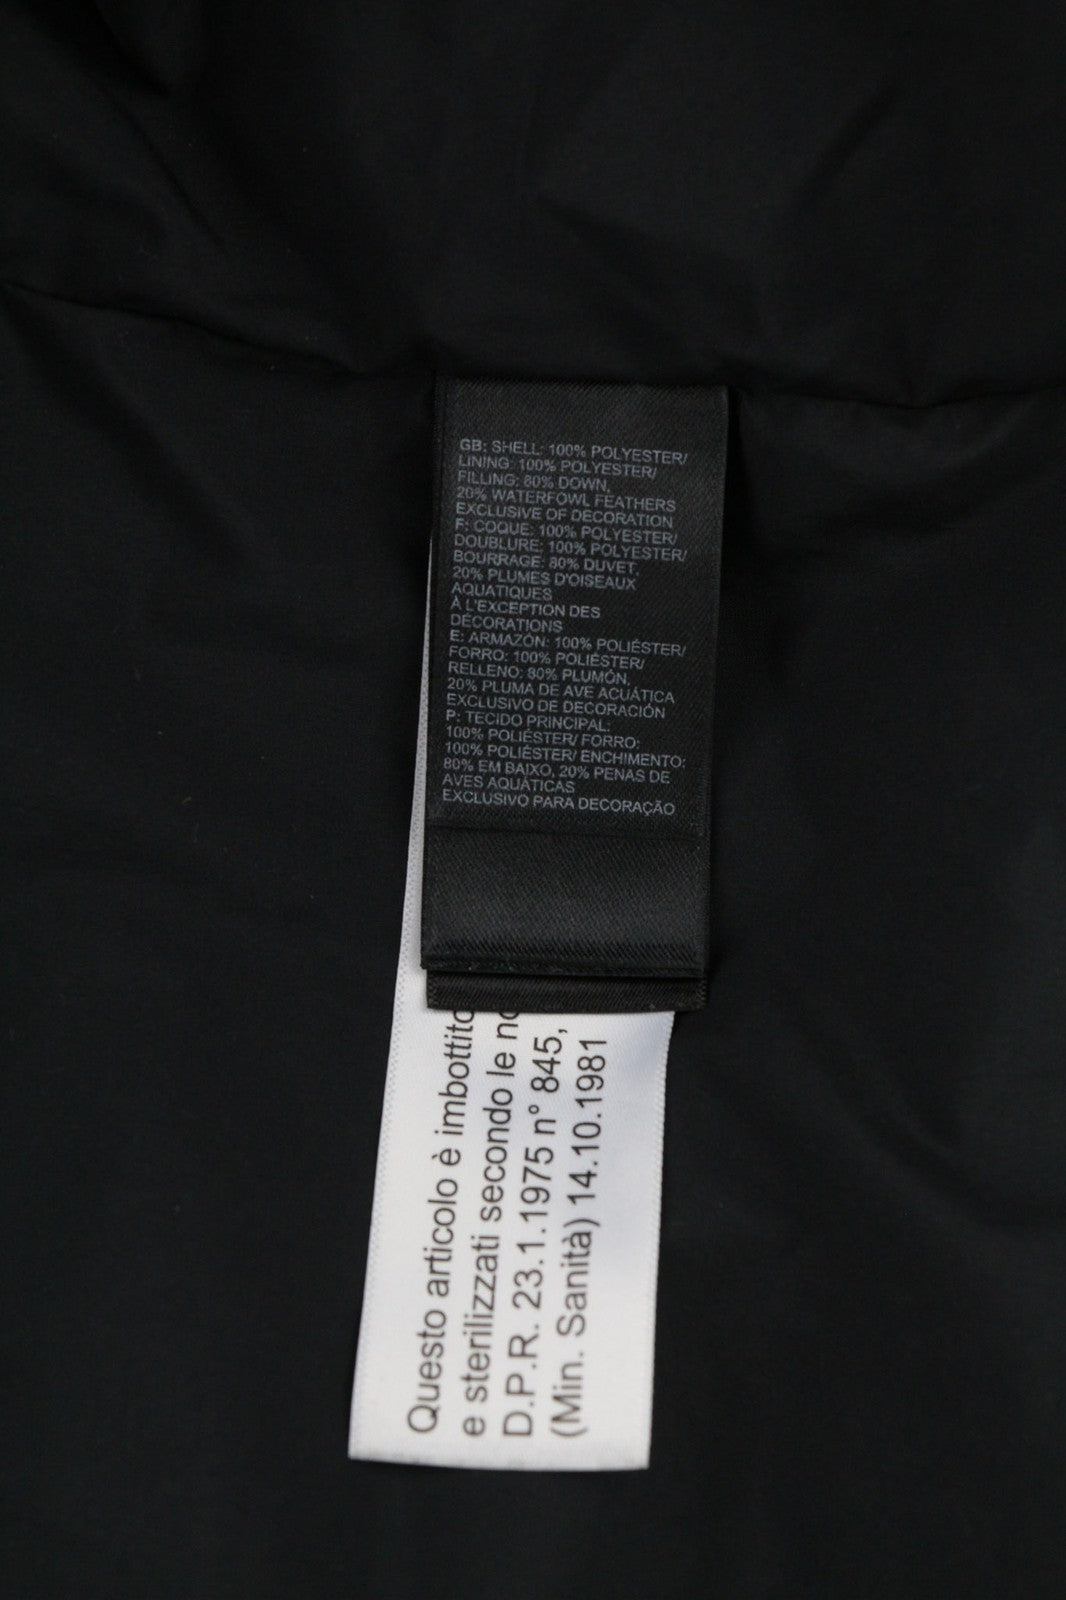 GB: SHELL: 100% POLYESTER/
LINING: 100% POLYESTER/
FILLING: 80% DOWN,
20% WATERFOWL FEATHERS
EXCLUSIVE OF DECORATION
F: COQUE: 100% POLYESTER/
DOUBLURE: 100% POLYESTER/
BOURRAGE: 80% DUVET,
20% PLUMES D'OISEAUX
AQUATIQUES
À L'EXCEPTION DES
DÉCORATIONS
E: ARMAZÓN: 100% POLIÉSTER/
FORRO: 100% POLIÉSTER/
RELLENO: 80% PLUMÓN,
20% PLUMA DE AVE ACUÁTICA
EXCLUSIVO DE DECORACIÓN
P: TECIDO PRINCIPAL:
100% POLIÉSTER/ FORRO:
100% POLIÉSTER/ ENCHIMENTO:
80% EM BAIXO, 20% PENAS DE
AVES AQUÁTICAS
EXCLUSIVO PARA DECORAÇÃO
Questo articolo è imbottito
e sterilizzati secondo le no
D.P.R. 23.1.1975 n° 845,
(Min. Sanità) 14.10.1981